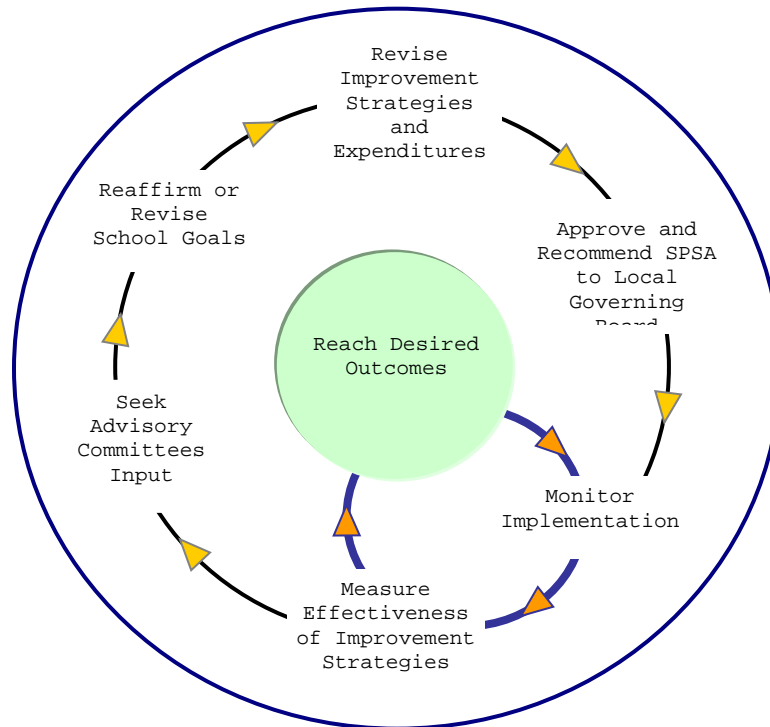 Revise
Improvement
Strategies
and
Expenditures
Approve and
Recommend SPSA
to Local
Governing
Board
Monitor
Implementation
Measure
Effectiveness
of Improvement
Strategies
Seek
Advisory
Committees
Input
Reaffirm or
Revise
School Goals
Reach Desired
Outcomes